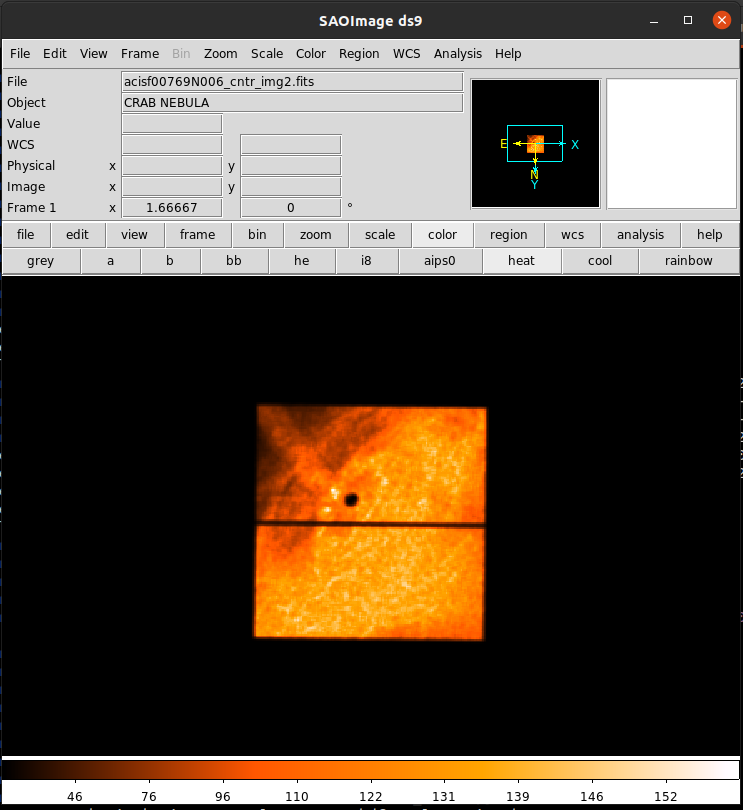 SAOImage ds9
File Edit View Frame Bin Zoom Scale Color Region WCS Analysis Help
File acisf00769N006_cntr_img2.fits
Object CRAB NEBULA
Value
WCS
Physical x y
Image x y
Frame 1 x 1.66667 0 °
E X
N
Y
file edit view frame bin zoom scale color region wcs analysis help
grey a b bb he i8 aips0 heat cool rainbow
46 76 96 110 122 131 139 146 152